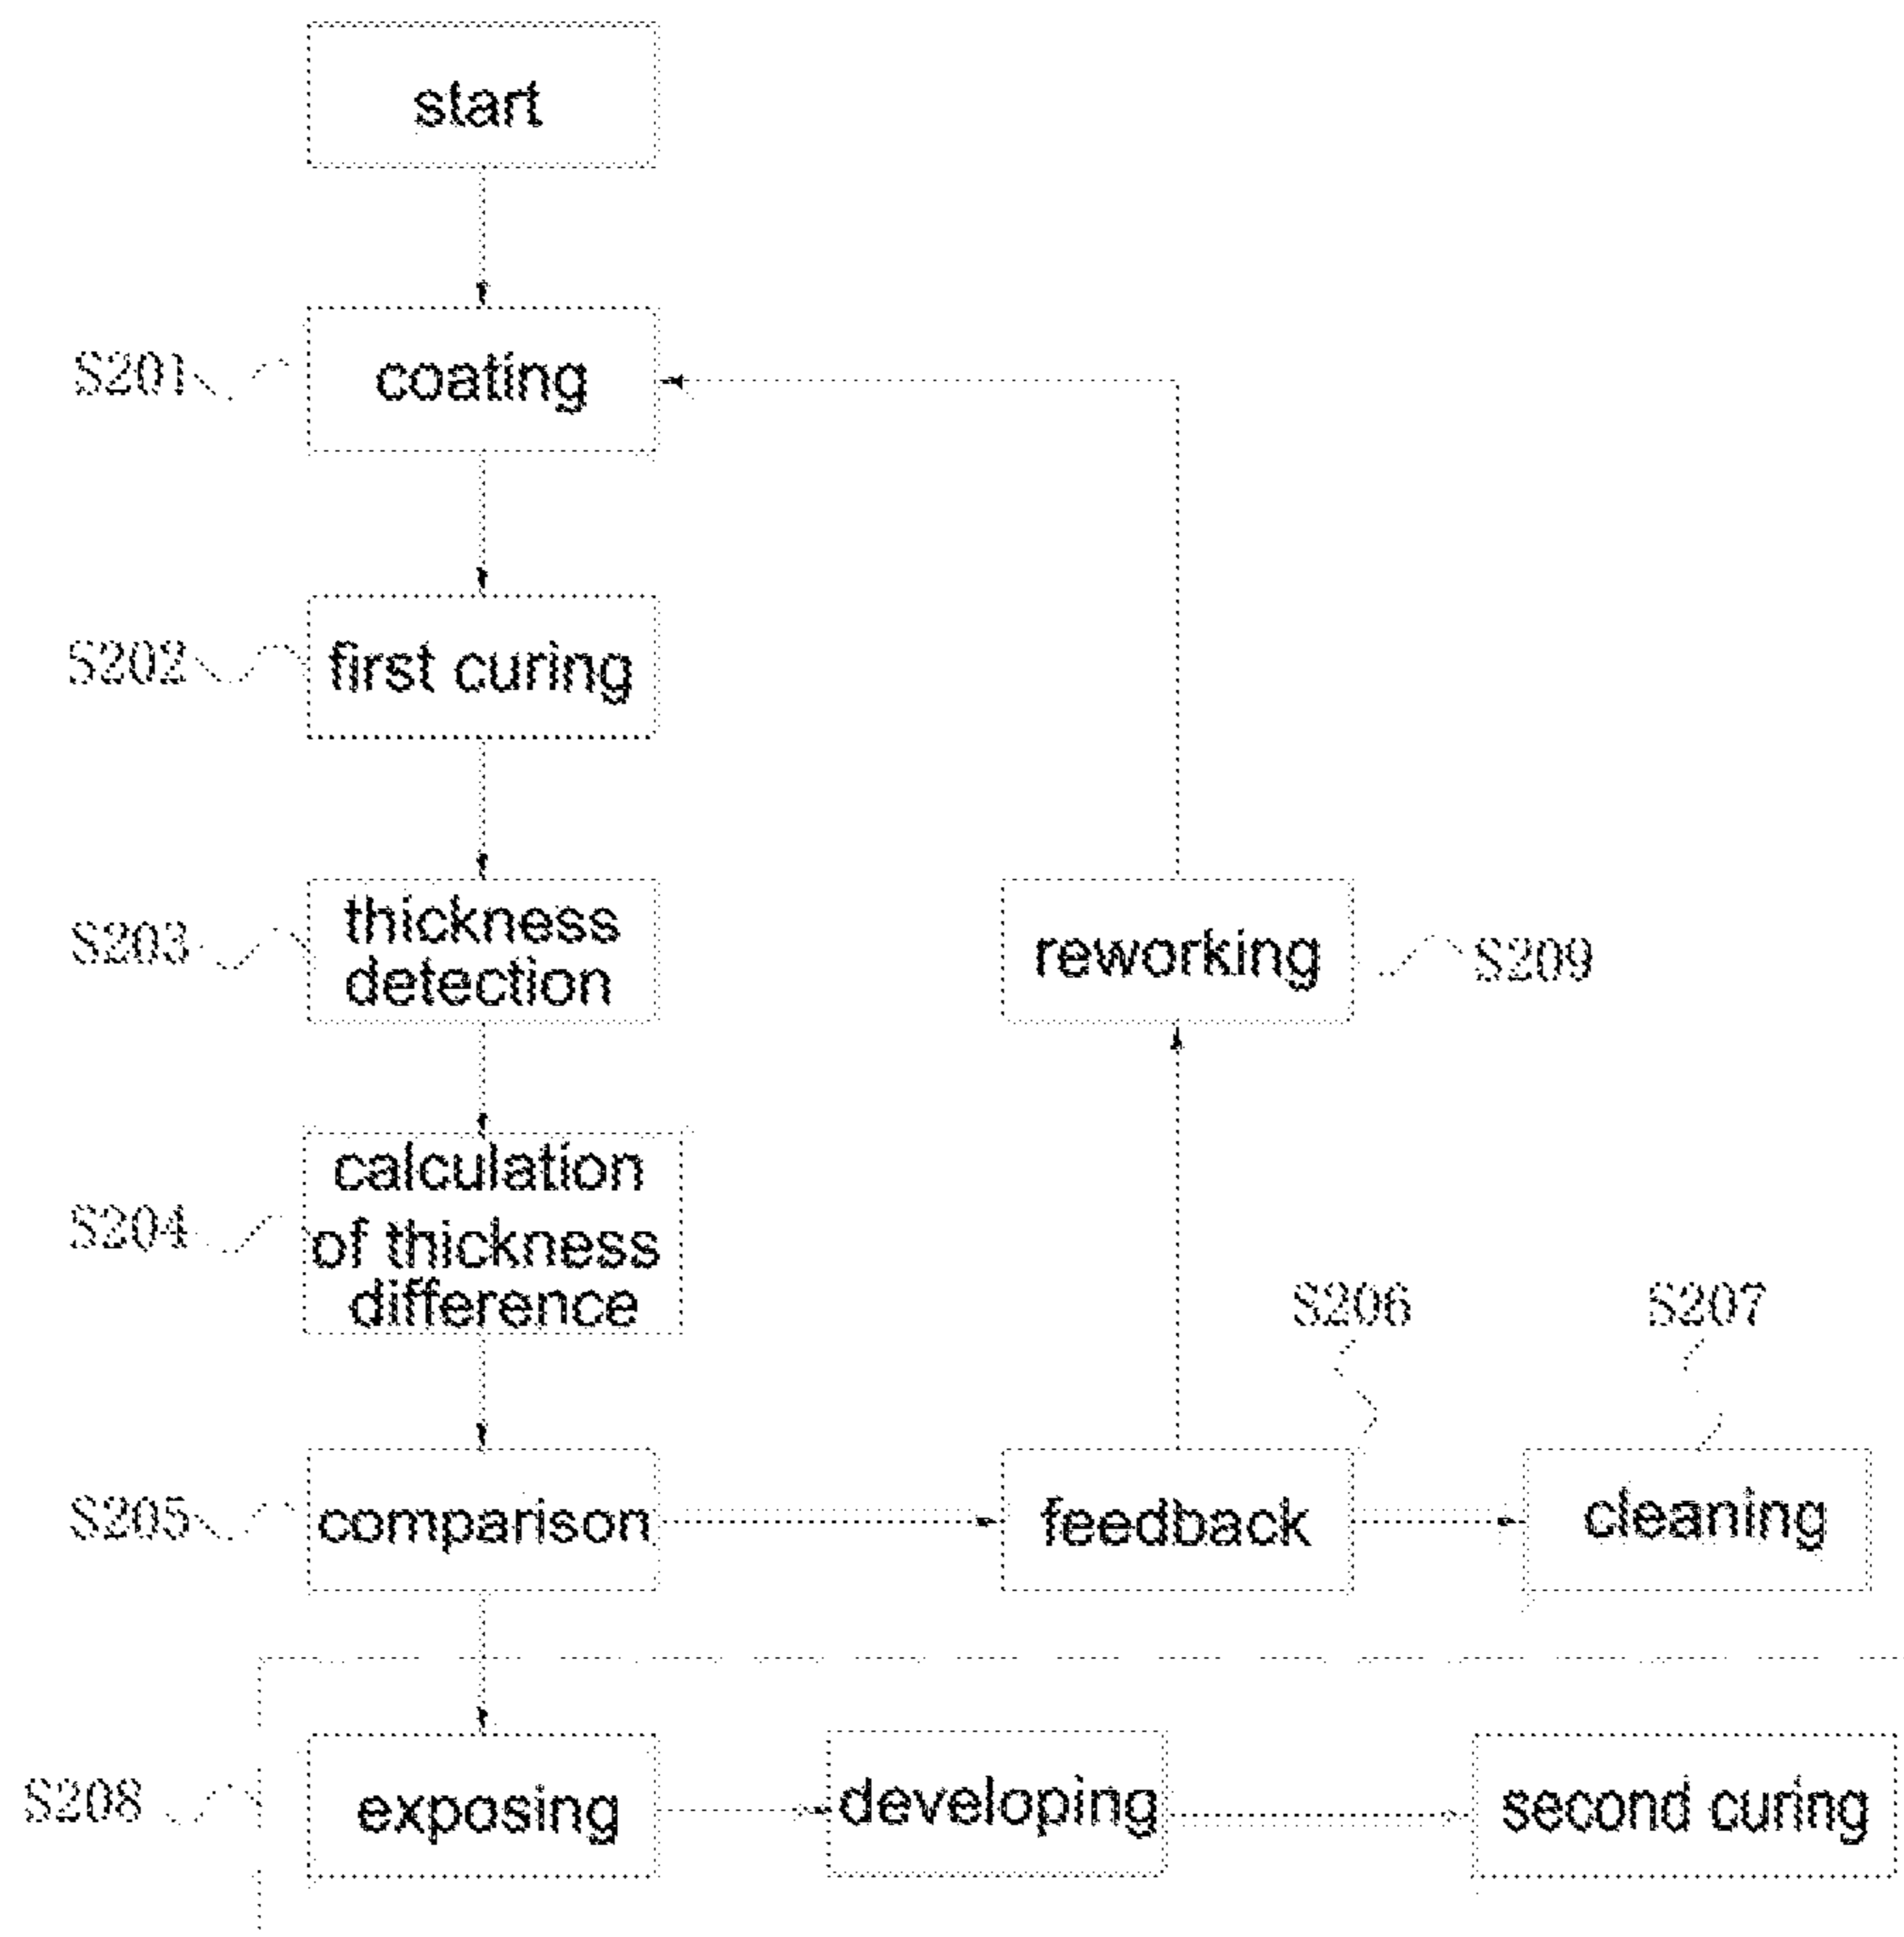 start
S201
coating
S202
first curing
S203
thickness
detection
reworking
S209
S204
calculation
of thickness
difference
S206
S207
S205
comparison
feedback
cleaning
S208
exposing
developing
second curing